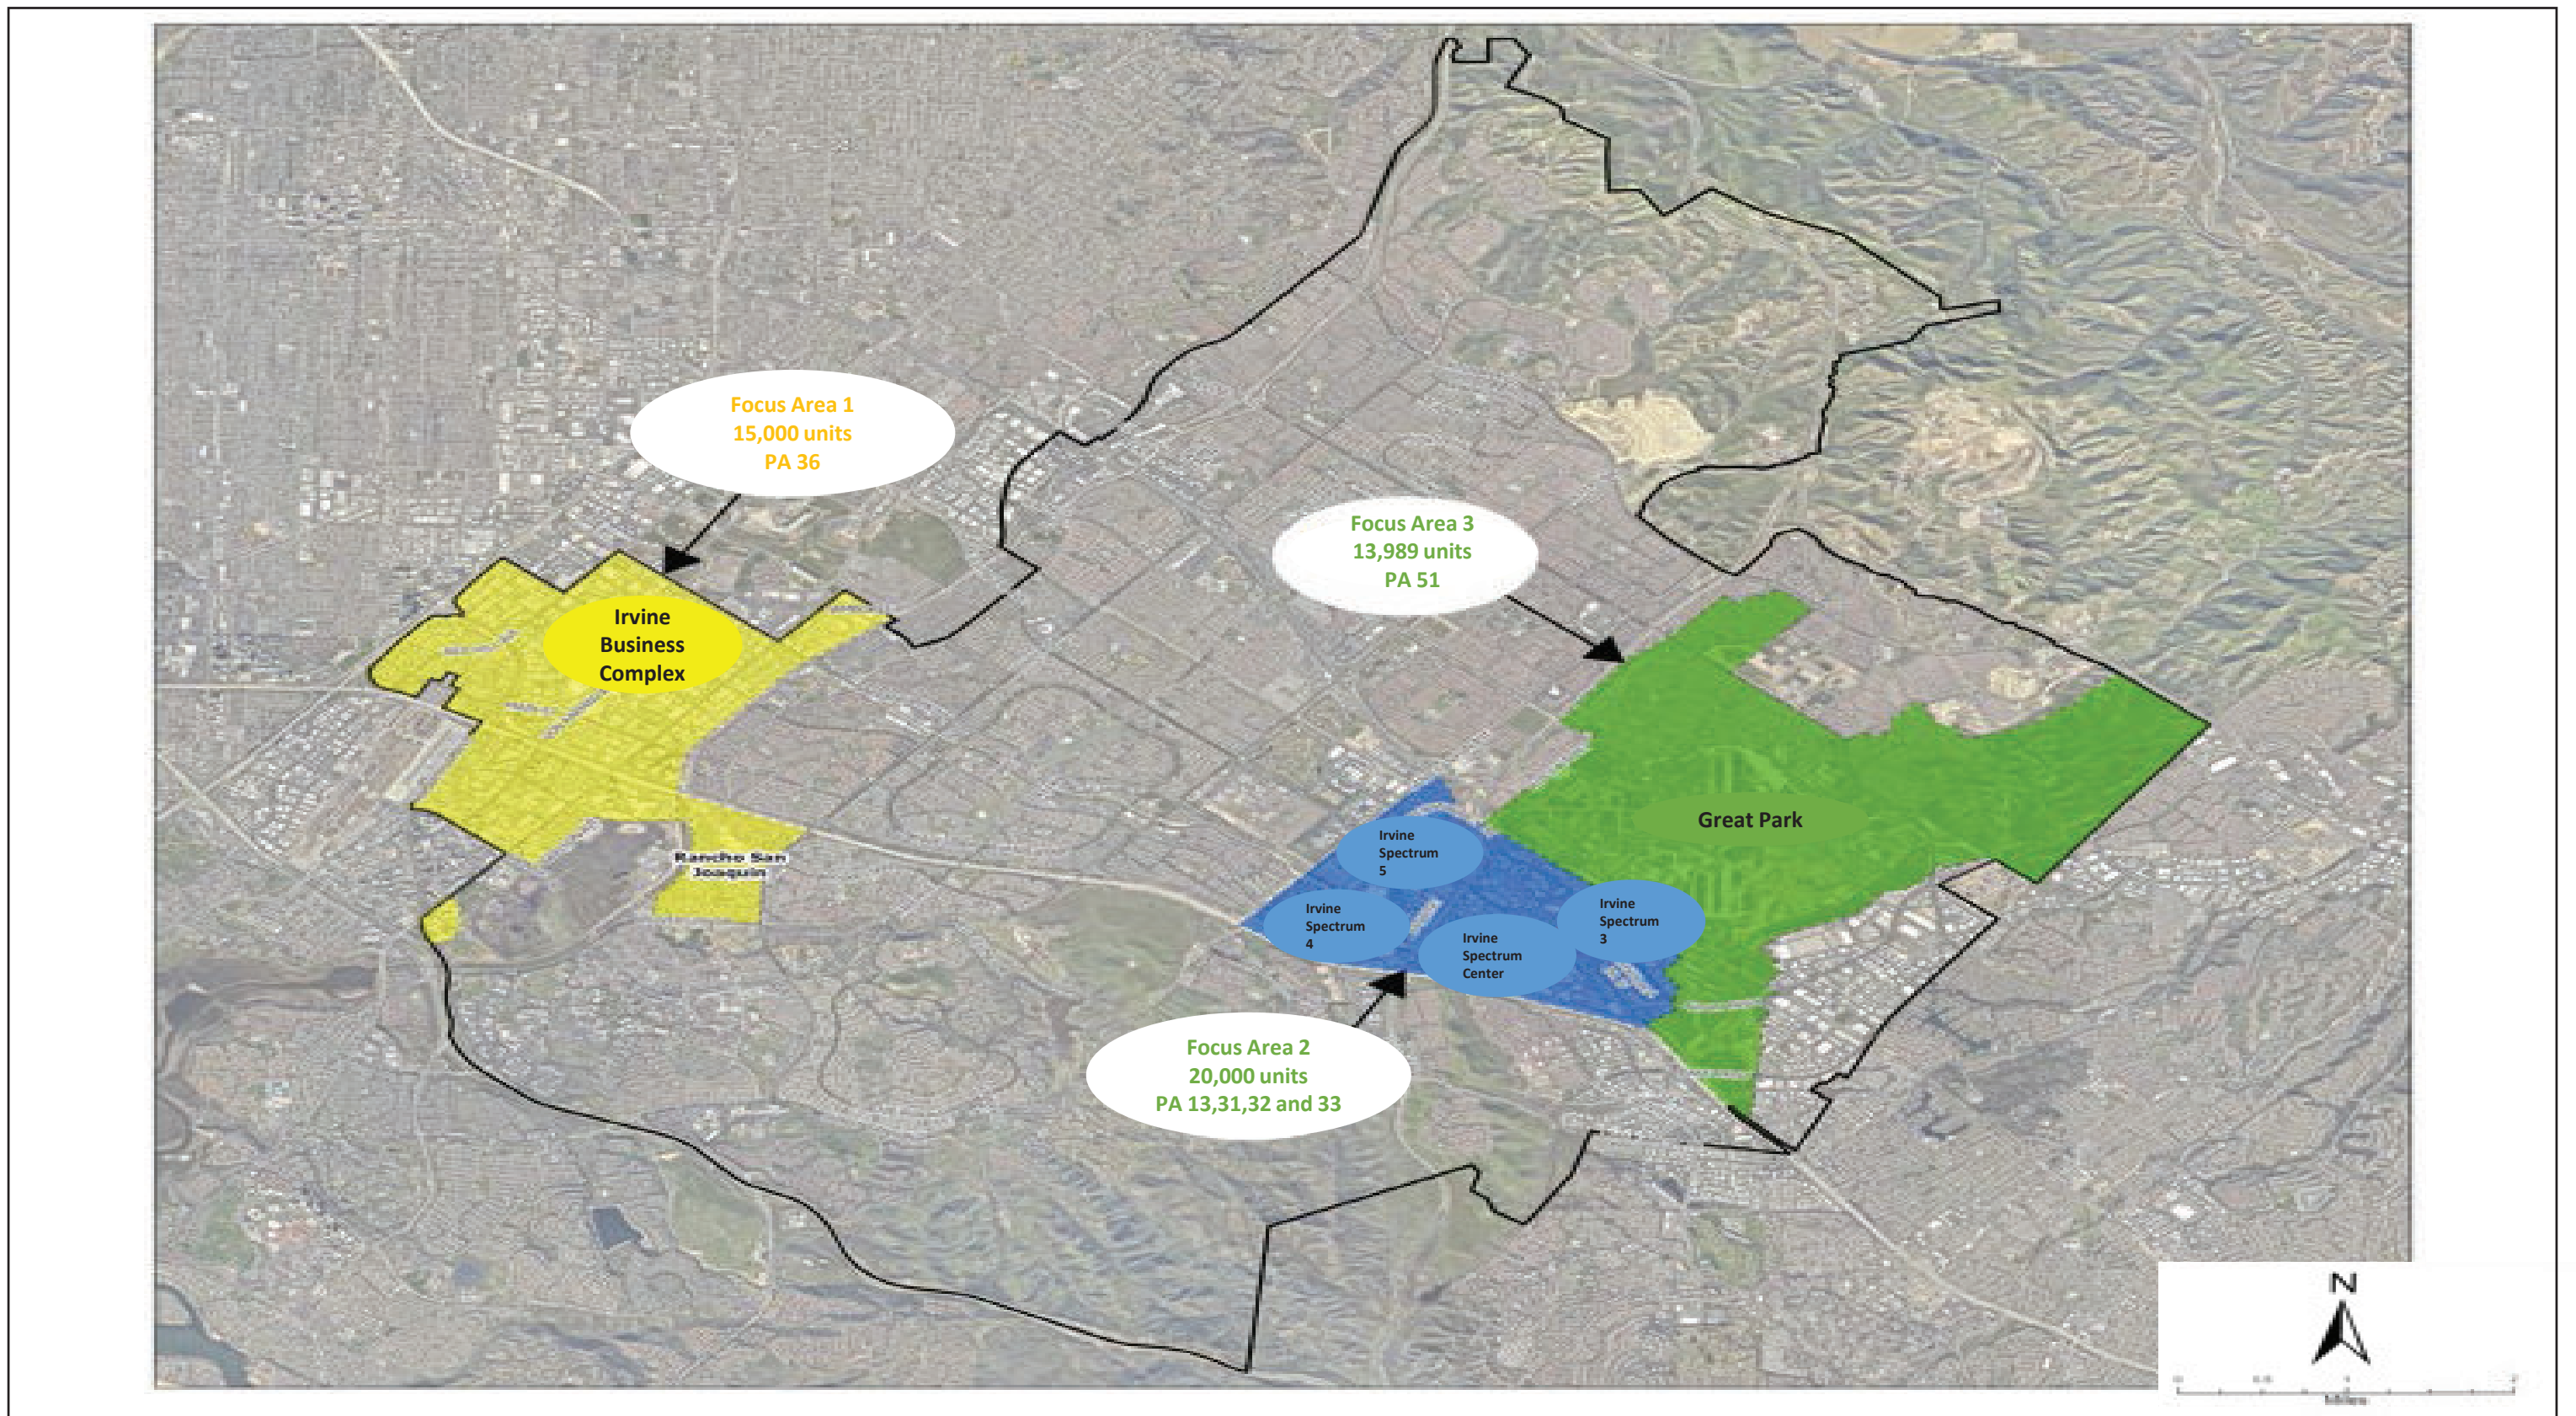 Focus Area 1
15,000 units
PA 36
Focus Area 3
13,989 units
PA 51
Irvine
Business
Complex
Great Park
Irvine
Spectrum
5
Rancho San
Joaquin
Irvine
Spectrum
4
Irvine
Spectrum
3
Irvine
Spectrum
Center
Focus Area 2
20,000 units
PA 13,31,32 and 33
N
Miles